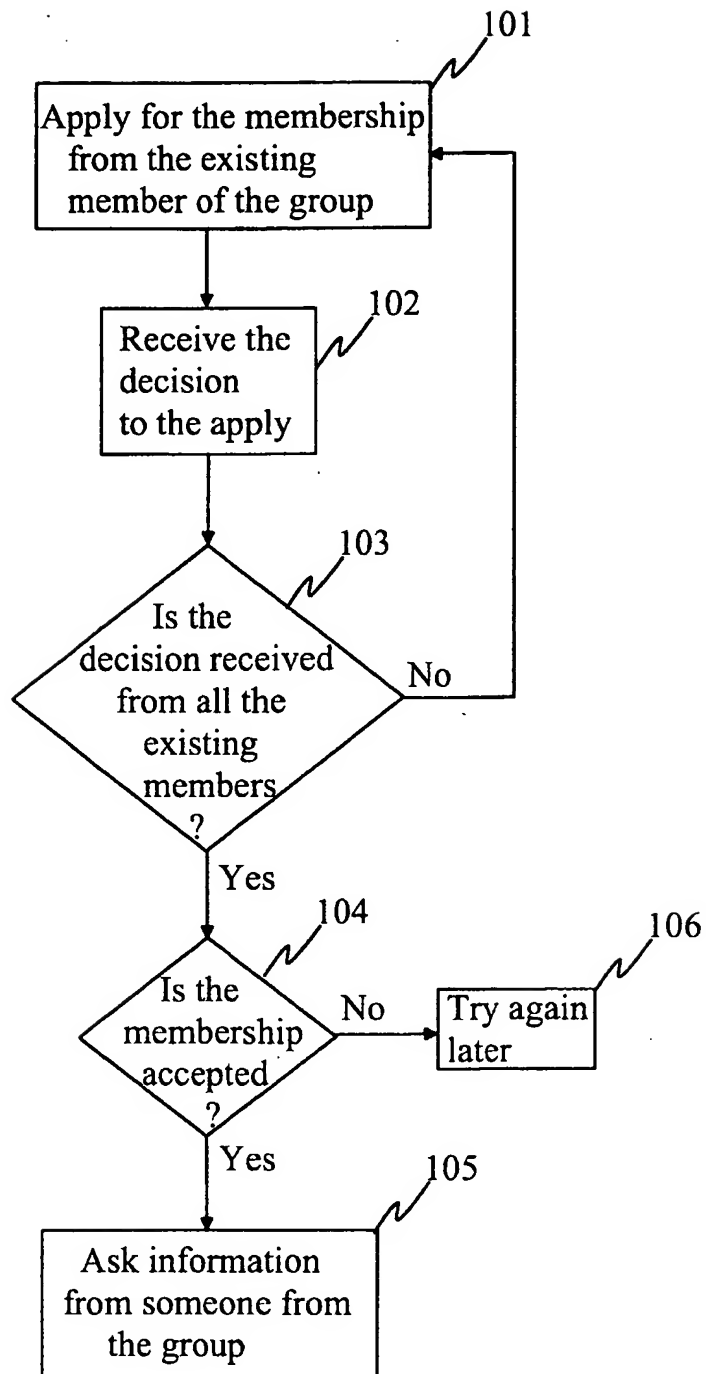 101
Apply for the membership
from the existing
member of the group
102
Receive the
decision
to the apply
103
Is the
decision received
from all the
existing
members
?
No
Yes
104
Is the
membership
accepted
?
No
106
Try again
later
Yes
105
Ask information
from someone from
the group